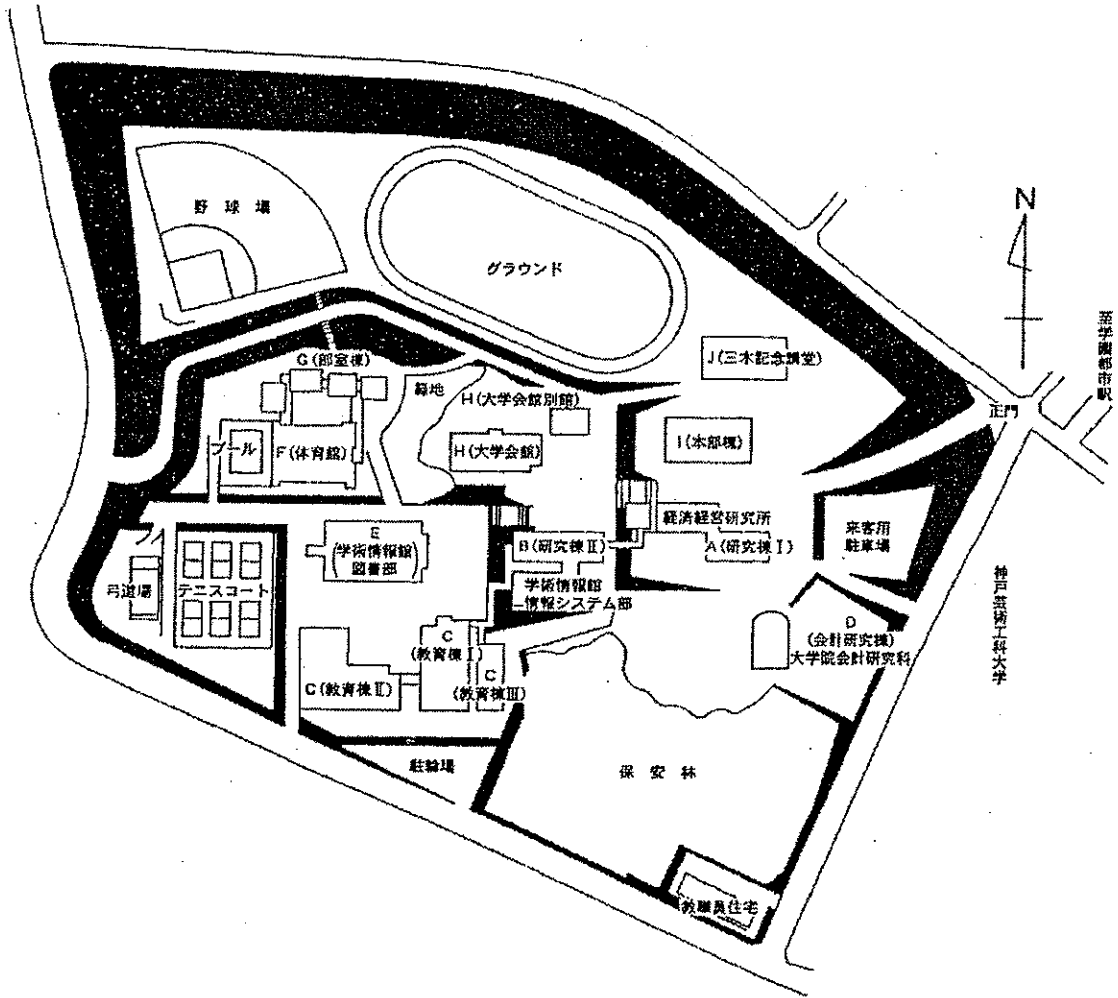 N
野球場
グラウンド
至学園都市駅
J(三木記念講堂)
G(部室棟)
緑地
H(大学会館別館)
正門
I(本部棟)
プール
F(体育館)
H(大学会館)
経済経営研究所
来客用
駐車場
E
(学術情報館
図書部)
B(研究棟Ⅱ)
A(研究棟Ⅰ)
弓道場
テニスコート
学術情報館
情報システム部
神戸芸術工科大学
D
(会計研究棟)
大学院会計研究科
C
(教育棟Ⅰ)
C(教育棟Ⅱ)
C
(教育棟Ⅲ)
駐輪場
保安林
教職員住宅